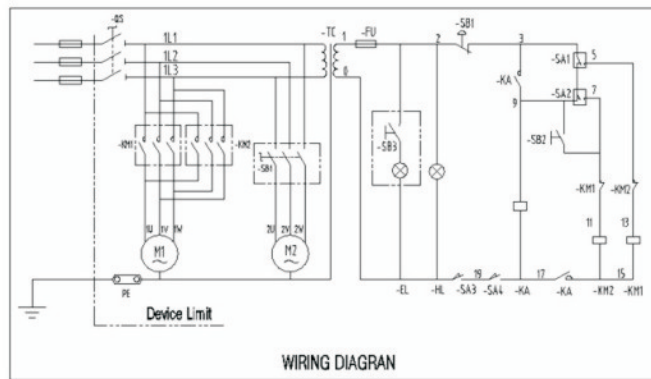 -QS
1L1
1L2
1L3
-TC
1
0
-FU
2
-SB1
3
-KA
9
-SA1
5
-SA2
7
-SB2
-KM1
-KM2
-SB1
-SB3
-KM1
-KM2
11
13
1U
1V
1W
2U
2V
2W
M1
M2
PE
-EL
-HL
-SA3
19
-SA4
-KA
17
-KA
-KM2
15
-KM1
Device Limit
WIRING DIAGRAN